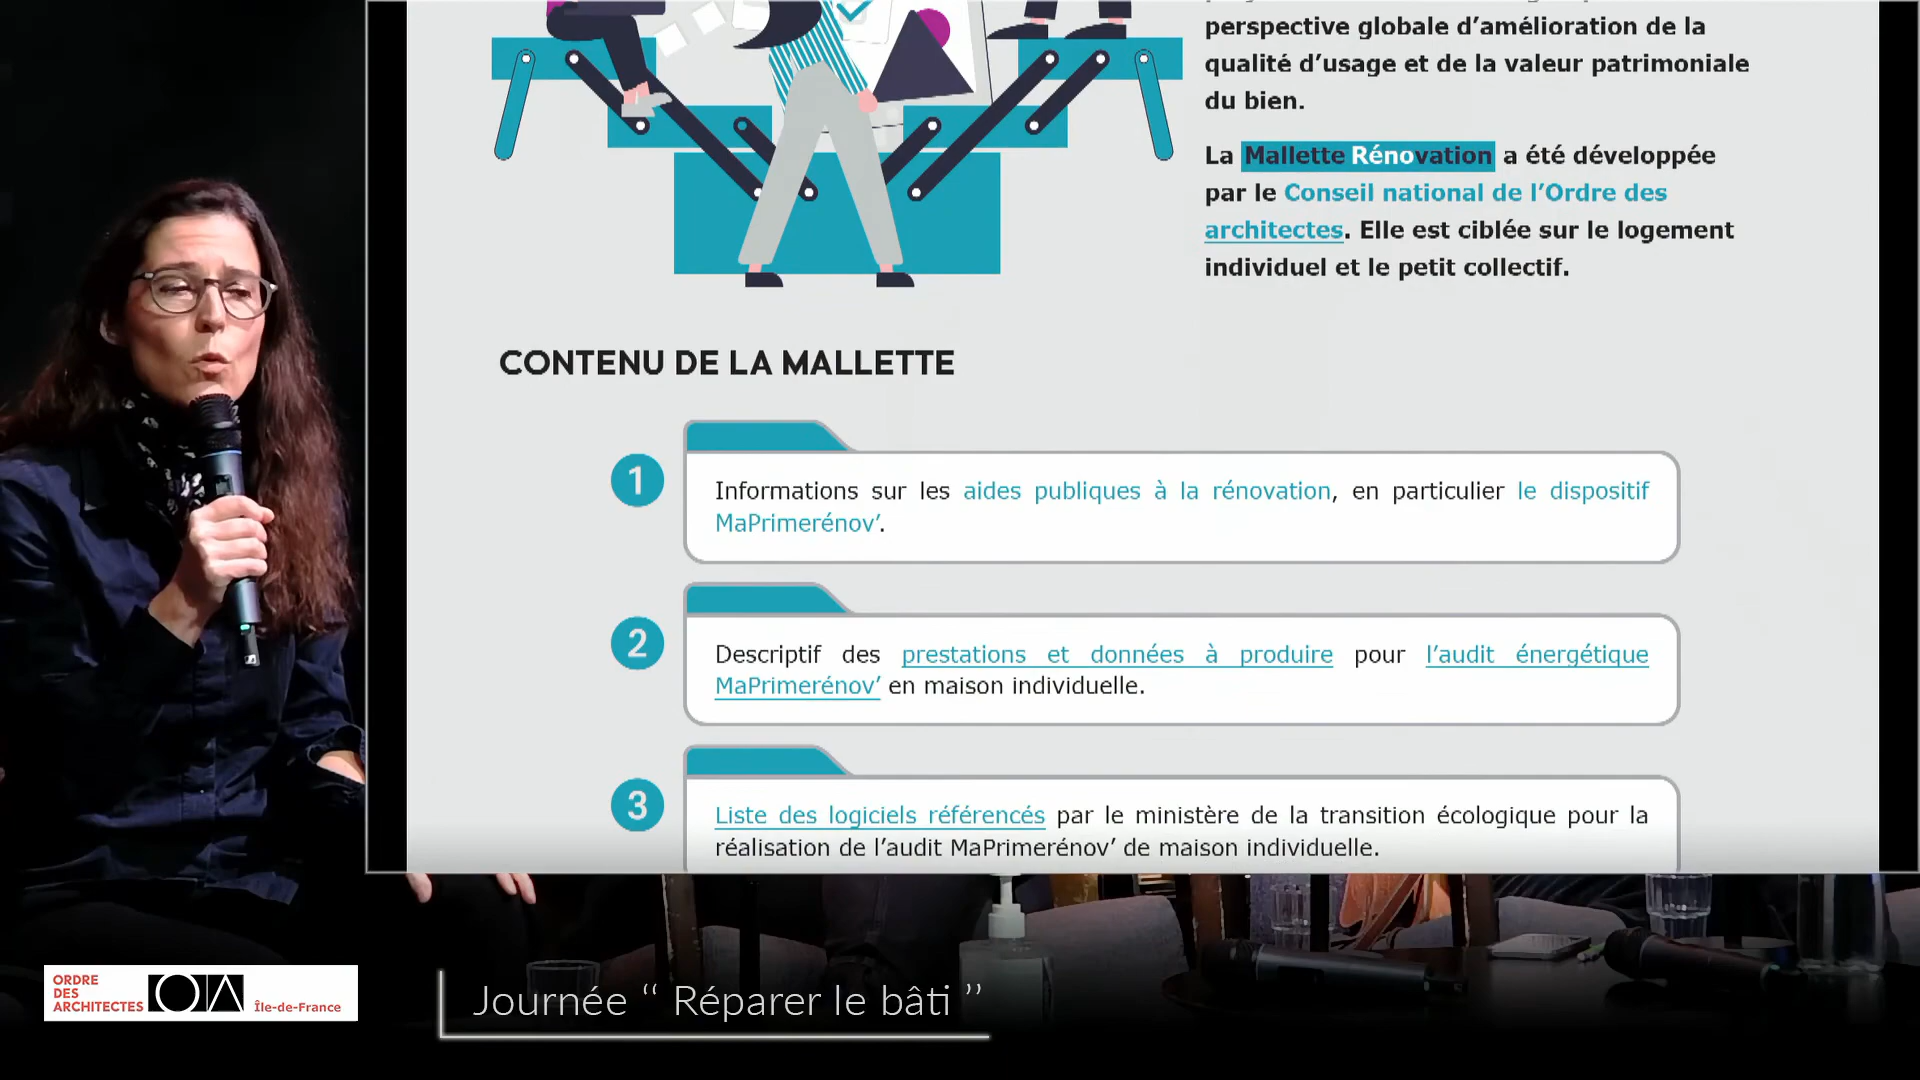 perspective globale d’amélioration de la
qualité d’usage et de la valeur patrimoniale
du bien.
La Mallette Rénovation a été développée
par le Conseil national de l’Ordre des
architectes. Elle est ciblée sur le logement
individuel et le petit collectif.
CONTENU DE LA MALLETTE
1
Informations sur les aides publiques à la rénovation, en particulier le dispositif
MaPrimerénov’.
2
Descriptif des prestations et données à produire pour l’audit énergétique
MaPrimerénov’ en maison individuelle.
3
Liste des logiciels référencés par le ministère de la transition écologique pour la
réalisation de l’audit MaPrimerénov’ de maison individuelle.
ORDRE
DES
ARCHITECTES
Île-de-France
Journée “ Réparer le bâti ”